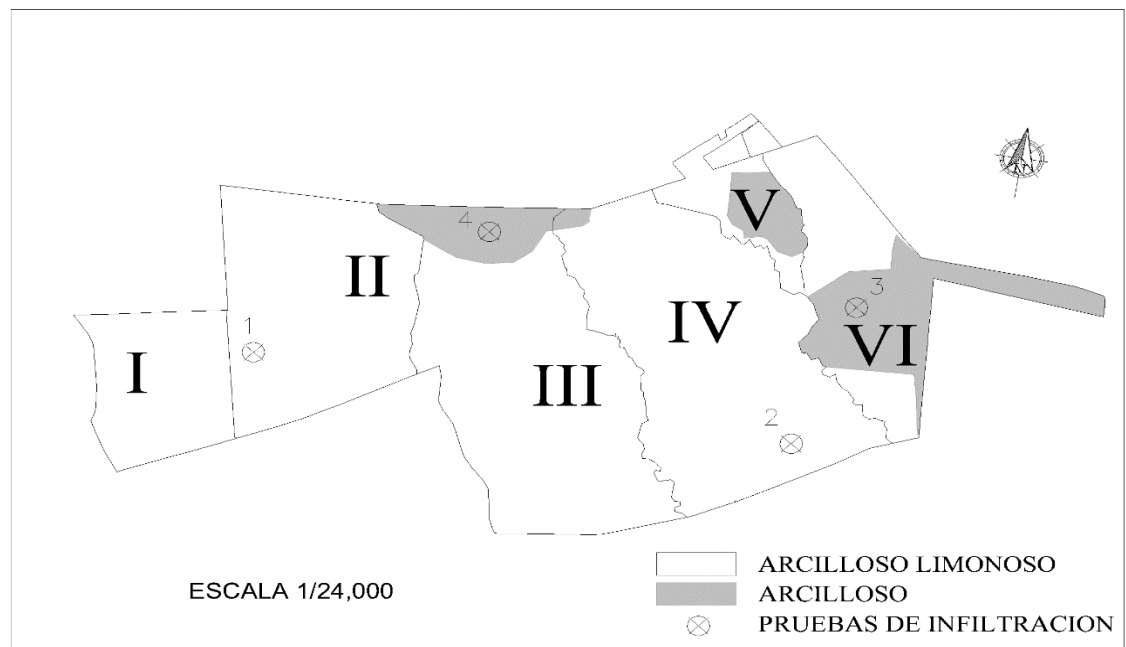 V
4
II
3
1
IV
VI
I
III
2
ARCILLOSO LIMONOSO
ESCALA 1/24,000
ARCILLOSO
PRUEBAS DE INFILTRACION